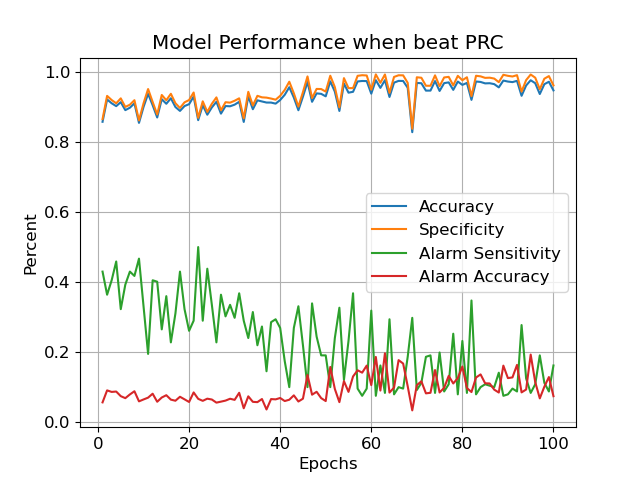 Model Performance when beat PRC
1.0
0.8
0.6
0.4
0.2
0.0
Percent
Accuracy
Specificity
Alarm Sensitivity
Alarm Accuracy
0 20 40 60 80 100
Epochs